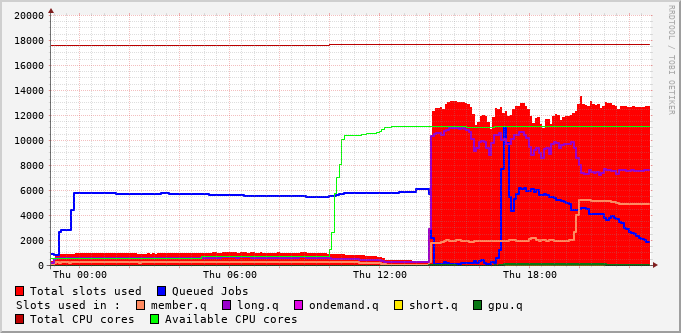 20000
18000
16000
14000
12000
10000
8000
6000
4000
2000
0
Thu 00:00 Thu 06:00 Thu 12:00 Thu 18:00
Total slots used Queued Jobs
Slots used in : member.q long.q ondemand.q short.q gpu.q
Total CPU cores Available CPU cores
RRDTOOL / TOBI OETIKER